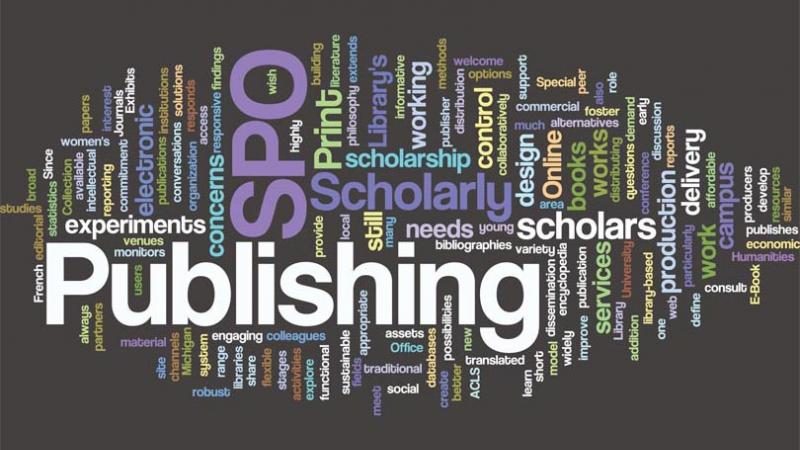 studies
broad
statistics
Since
Collection
available
editorial
French
papers
women's
intellectual
reporting
interest
commitment
Journals
Exhibits
electronic
publications
institutions
conversations
solutions
organization
responds
access
concerns
responsive
findings
experiments
venues
monitors
users
SPO
wish
highly
building
Print
literature
philosophy
extends
Library's
informative
working
methods
publisher
distribution
welcome
options
control
collaboratively
support
design
much
commercial
alternatives
Special
peer
foster
also
role
Online
area
books
works
distributing
questions
demand
early
conference
discussion
reports
delivery
affordable
campus
producers
develop
resources
similar
scholarship
Scholarly
provide
local
still
many
needs
young
bibliographies
variety
scholars
production
particularly
work
publishes
economic
Humanities
Publishing
model
dissemination
encyclopedia
publication
improve
widely
services
Library
University
library-based
addition
one
web
define
consult
E-Book
always
partners
material
site
channels
Michigan
system
robust
range
libraries
share
engaging
flexible
activities
stages
explore
colleagues
functional
sustainable
fields
appropriate
meet
traditional
assets
Office
social
databases
create
possibilities
better
new
ACLS
translated
learn
short